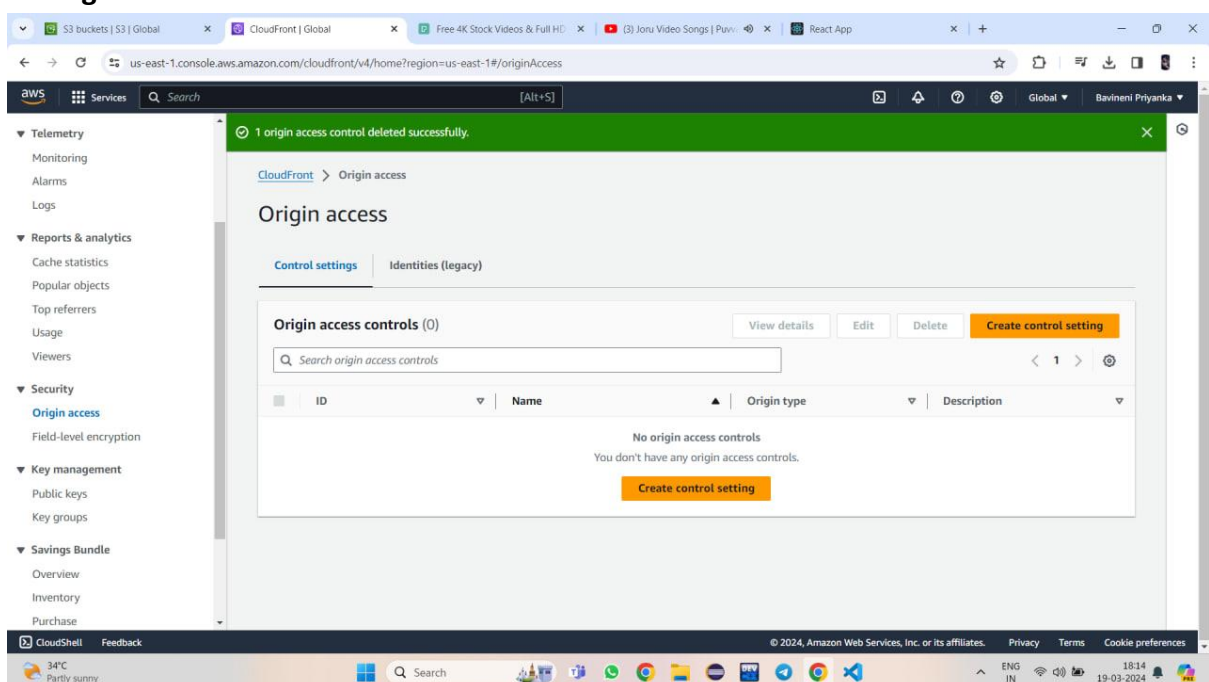 S3 buckets | S3 | Global
CloudFront | Global
Free 4K Stock Videos & Full HD
(3) Joru Video Songs | Puvv
React App
us-east-1.console.aws.amazon.com/cloudfront/v4/home?region=us-east-1#/originAccess
aws Services Search [Alt+S] Global Bavineni Priyanka
Telemetry
Monitoring
Alarms
Logs
Reports & analytics
Cache statistics
Popular objects
Top referrers
Usage
Viewers
Security
Origin access
Field-level encryption
Key management
Public keys
Key groups
Savings Bundle
Overview
Inventory
Purchase
1 origin access control deleted successfully.
CloudFront > Origin access
Origin access
Control settings Identities (legacy)
Origin access controls (0) View details Edit Delete Create control setting
Search origin access controls < 1 >
ID Name Origin type Description
No origin access controls
You don't have any origin access controls.
Create control setting
CloudShell Feedback © 2024, Amazon Web Services, Inc. or its affiliates. Privacy Terms Cookie preferences
34°C
Partly sunny
Search
ENG
IN
18:14
19-03-2024